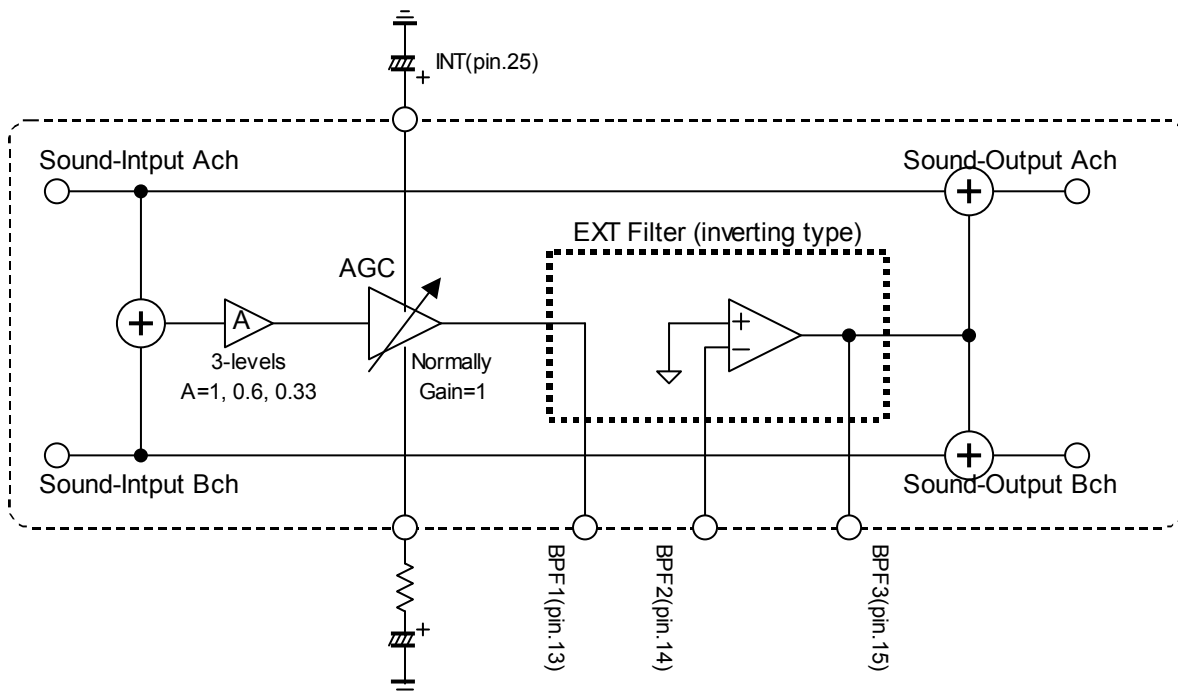 INT(pin.25)
+
Sound-Intput Ach
Sound-Output Ach
+
EXT Filter (inverting type)
AGC
+
A
+
−
3-levels
A=1, 0.6, 0.33
Normally
Gain=1
+
Sound-Intput Bch
Sound-Output Bch
BPF1(pin.13)
BPF2(pin.14)
BPF3(pin.15)
+